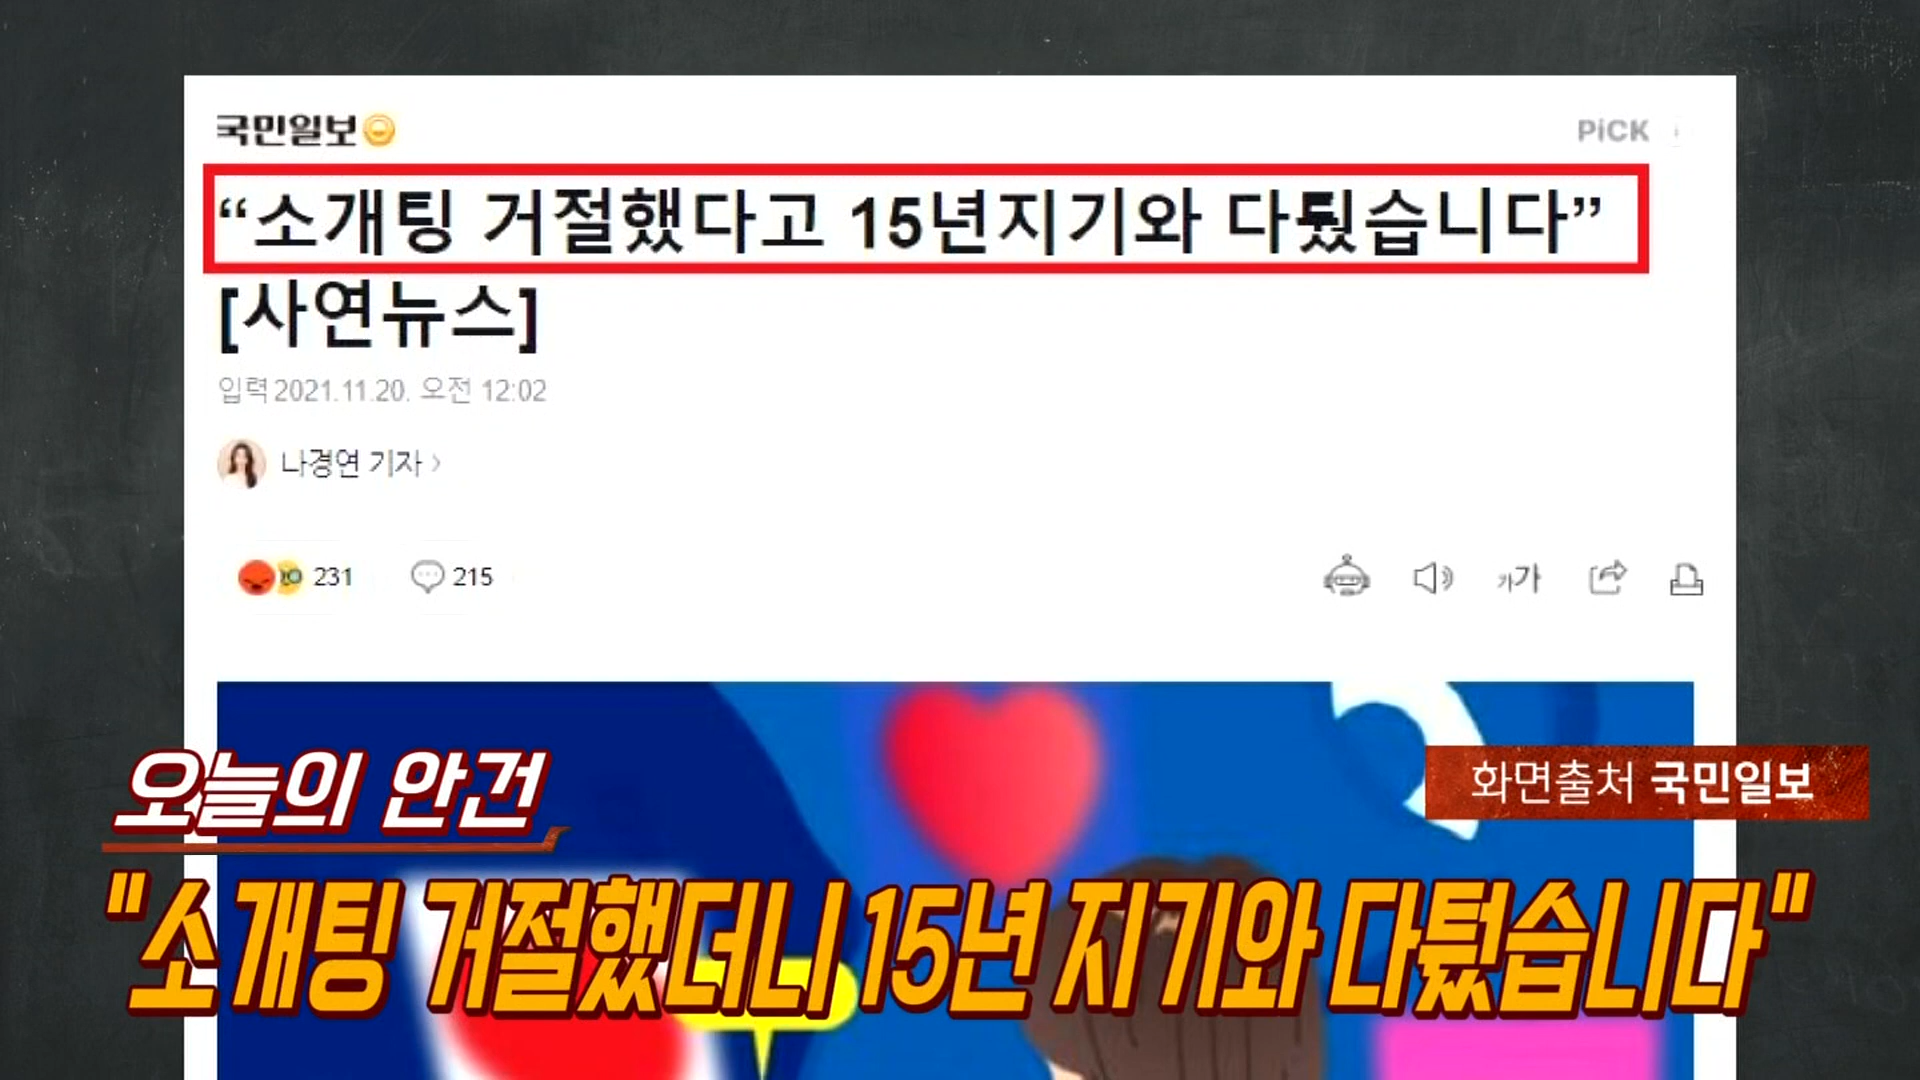 국민일보
PiCK
“소개팅 거절했다고 15년지기와 다퉜습니다”
[사연뉴스]
입력 2021.11.20. 오전 12:02
나경연 기자
231
215
가가
화면출처 국민일보
오늘의 안건
"소개팅 거절했더니 15년 지기와 다퉜습니다"